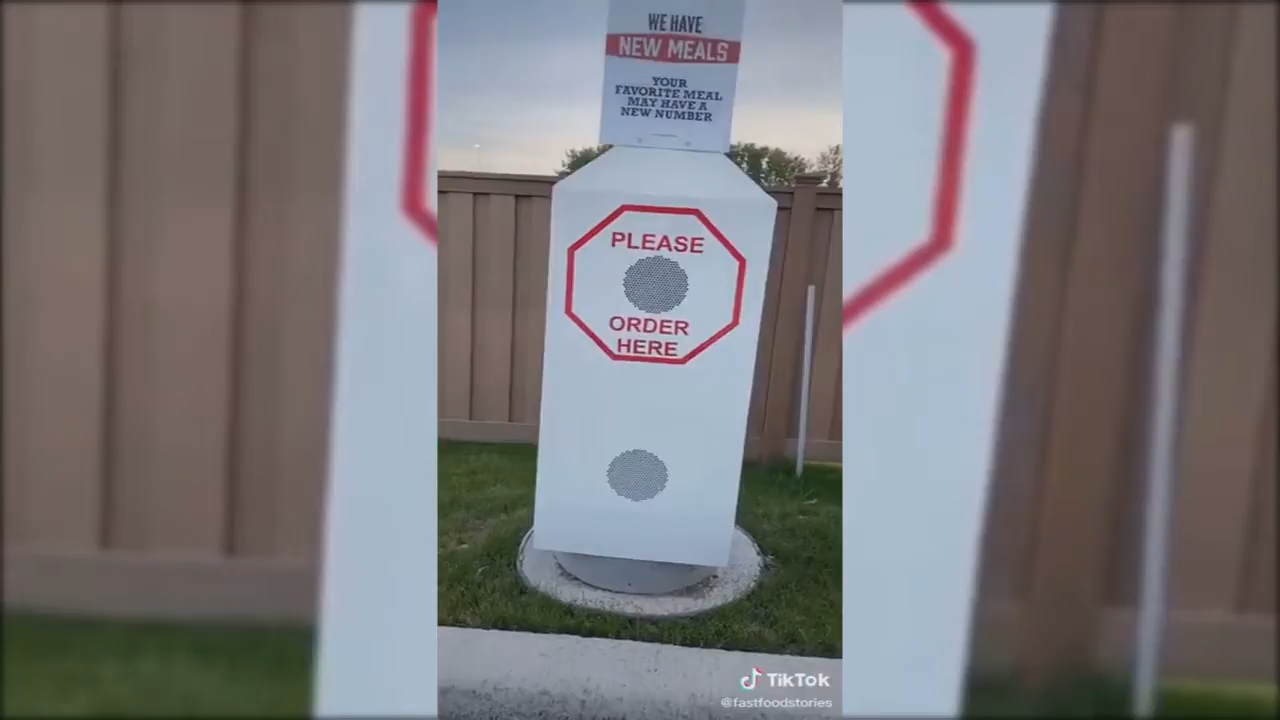 WE HAVE
NEW MEALS
YOUR
FAVORITE MEAL
MAY HAVE A
NEW NUMBER
PLEASE
ORDER
HERE
TikTok
@fastfoodstories